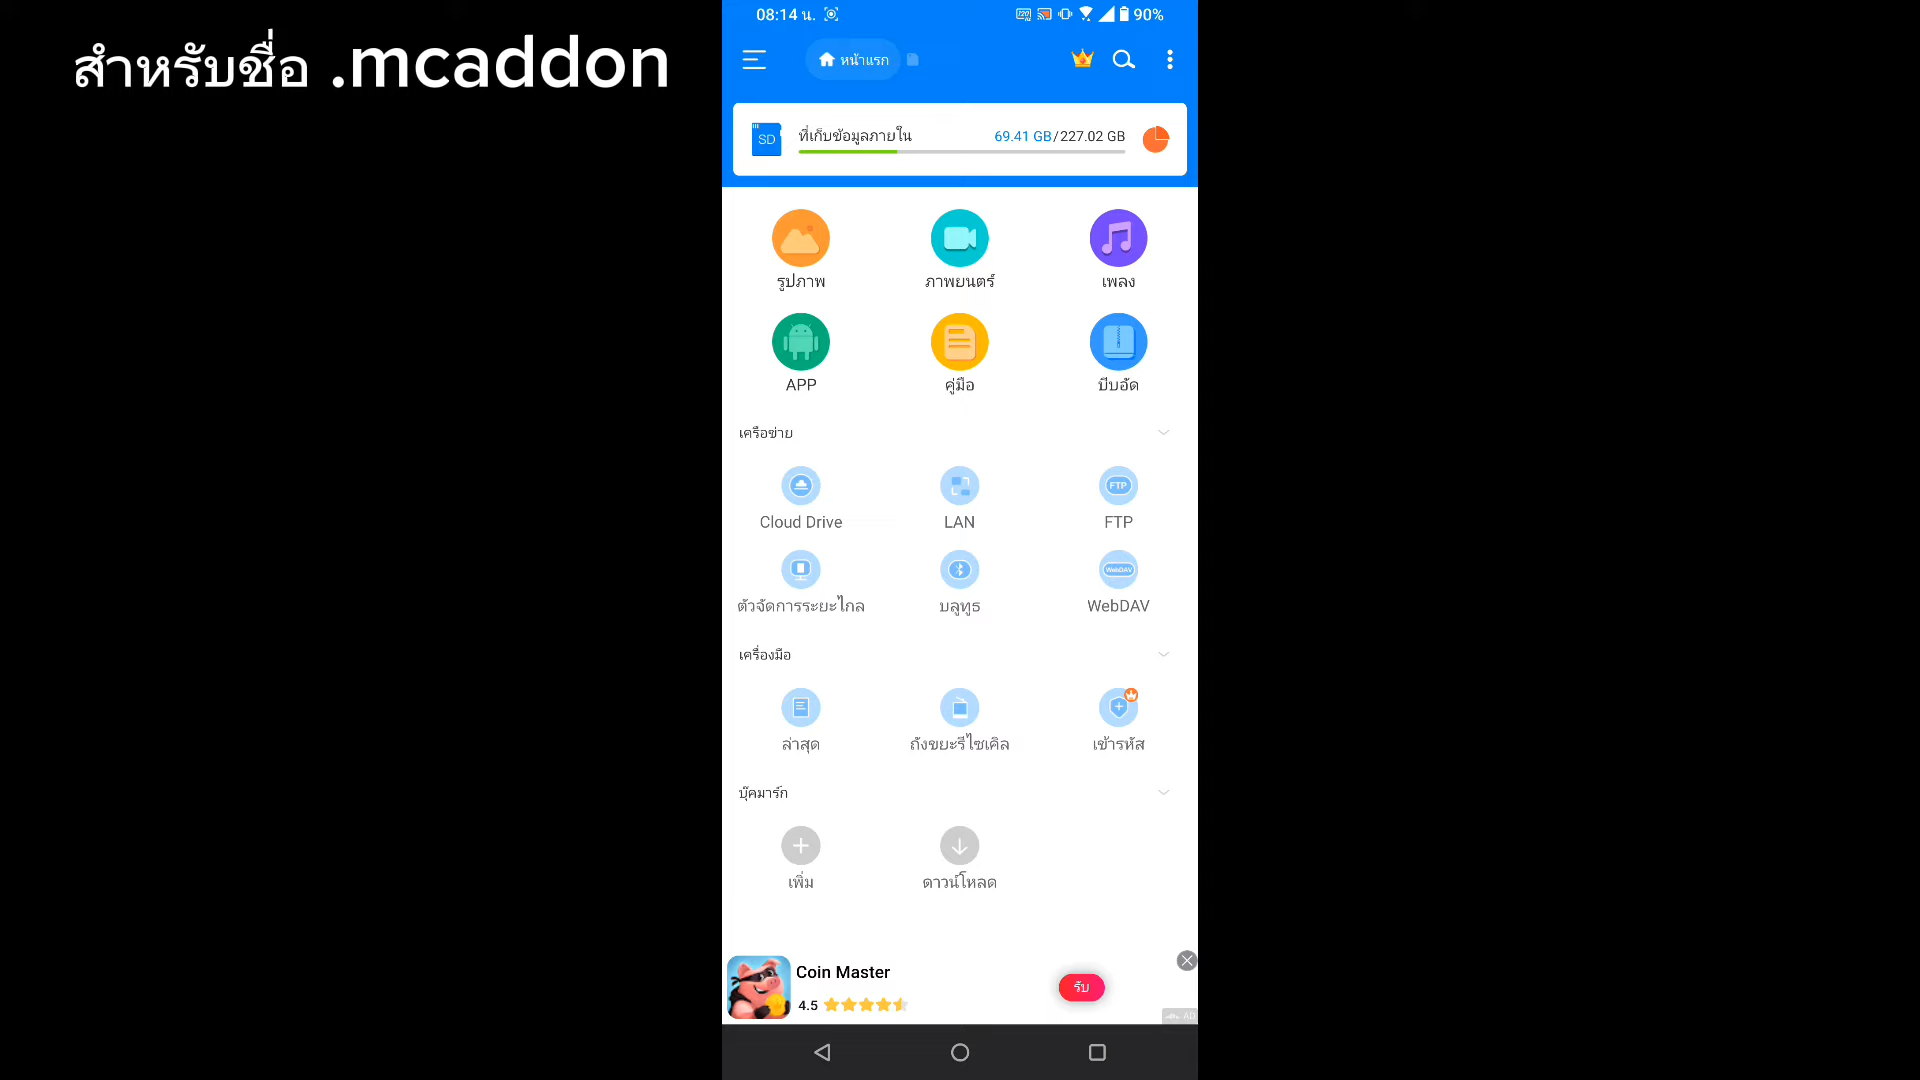 สำหรับชื่อ .mcaddon
08:14 น.
90%
หน้าแรก
SD
ที่เก็บข้อมูลภายใน
69.41 GB/227.02 GB
รูปภาพ
ภาพยนตร์
เพลง
APP
คู่มือ
บีบอัด
เครือข่าย
FTP
Cloud Drive
LAN
FTP
WebDAV
ตัวจัดการระยะไกล
บลูทูธ
WebDAV
เครื่องมือ
ล่าสุด
ถังขยะรีไซเคิล
เข้ารหัส
บุ๊คมาร์ก
เพิ่ม
ดาวน์โหลด
Coin Master
4.5
รับ
AD